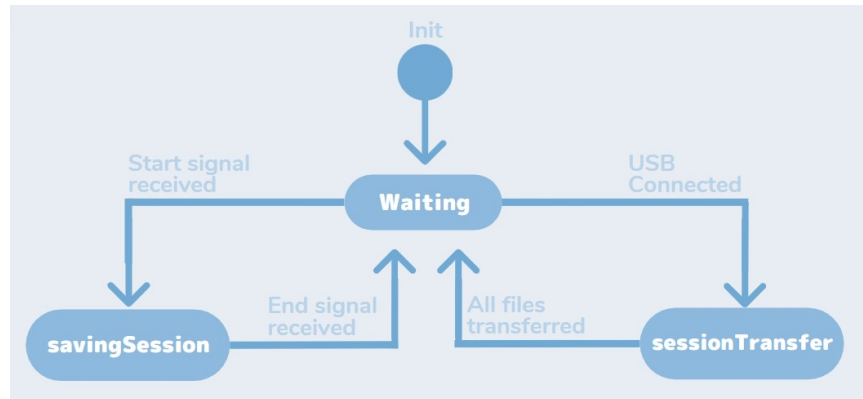 Init
Start signal
received
USB
Connected
Waiting
End signal
received
All files
transferred
savingSession
sessionTransfer